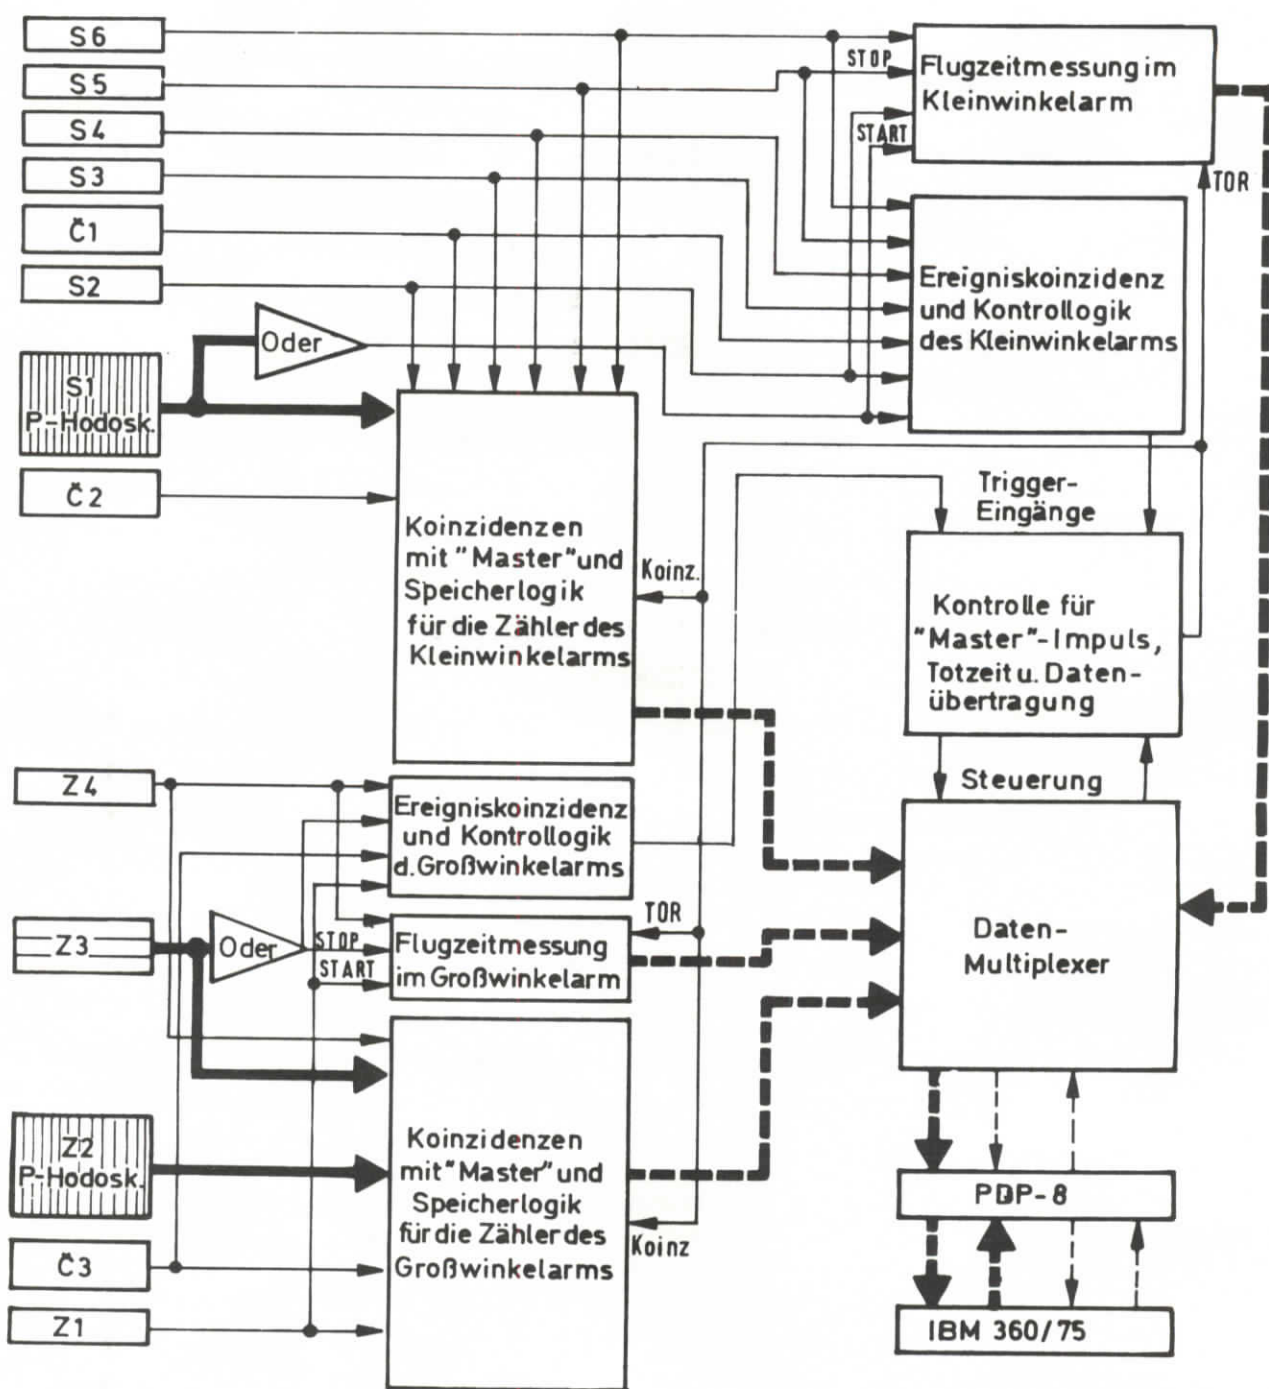 S6
S5
S4
S3
Č1
S2
S1
P-Hodosk.
Č2
Oder
STOP
START
Flugzeitmessung im
Kleinwinkelarm
TOR
Ereigniskoinzidenz
und Kontrollogik
des Kleinwinkelarms
Trigger-
Eingänge
Koinzidenzen
mit "Master" und
Speicherlogik
für die Zähler des
Kleinwinkelarms
Koinz.
Kontrolle für
"Master"-Impuls,
Totzeit u. Daten-
übertragung
Steuerung
Z4
Z3
Oder
STOP
START
Ereigniskoinzidenz
und Kontrollogik
d. Großwinkelarms
TOR
Flugzeitmessung
im Großwinkelarm
Daten-
Multiplexer
Z2
P-Hodosk.
Č3
Z1
Koinzidenzen
mit "Master" und
Speicherlogik
für die Zähler des
Großwinkelarms
Koinz
PDP-8
IBM 360/75